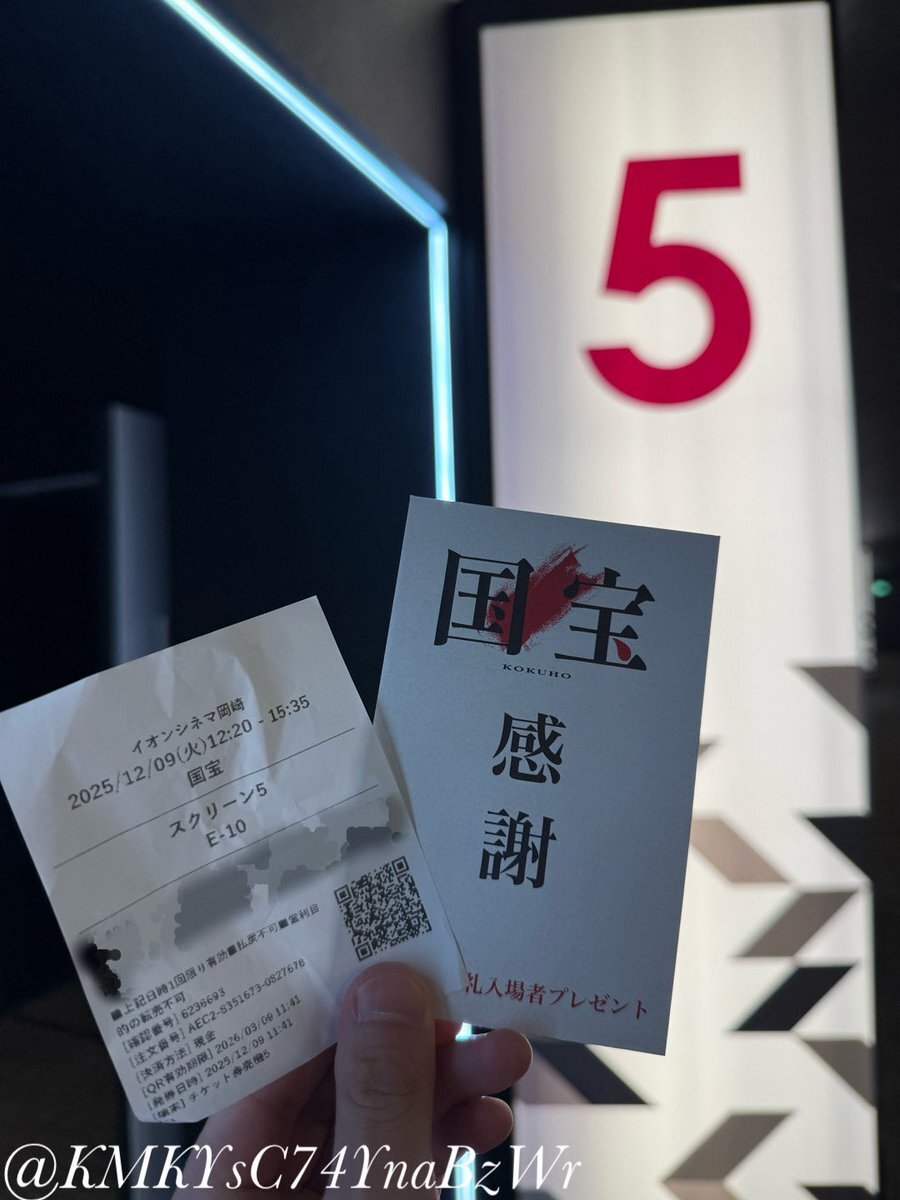 5
国宝
KOKUHO
感
謝
礼入場者プレゼント
イオンシネマ岡崎
2025/12/09(火)12:20 - 15:35
国宝
スクリーン5
E-10
■上記日時1回限り有効■払戻不可■営利目
的の転売不可
[確認番号] 6236693
[注文番号] AEC2-8351673-0827678
[決済方法] 現金
[QR有効期限] 2026/03/09 11:41
[発券日時] 2025/12/09 11:41
[端末] チケット券売機5
@KMKYsC74YnaBzWr